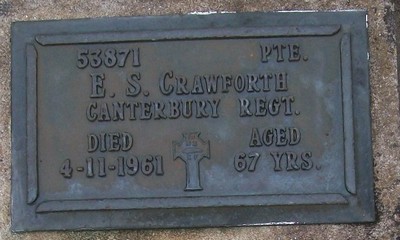 53871 PTE.
E. S. CRAWFORTH
CANTERBURY REGT.
DIED AGED
4-11-1961 67 YRS.